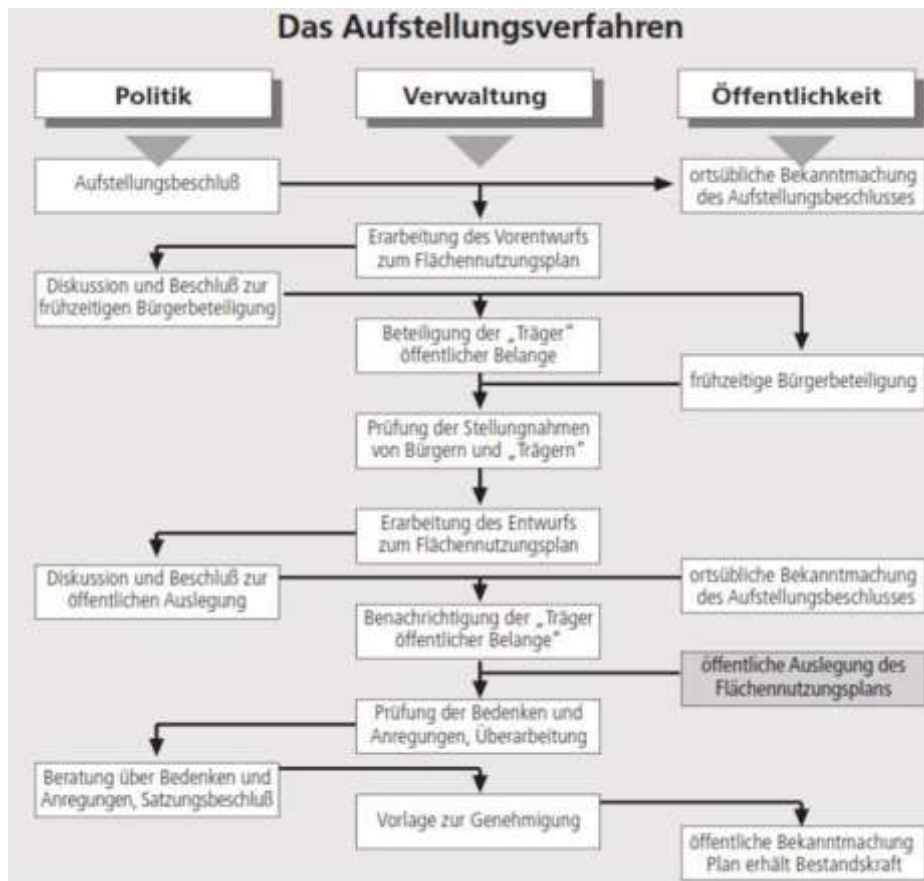 Das Aufstellungsverfahren
Politik
Verwaltung
Öffentlichkeit
Aufstellungsbeschluß
ortsübliche Bekanntmachung
des Aufstellungsbeschlusses
Erarbeitung des Vorentwurfs
zum Flächennutzungsplan
Diskussion und Beschluß zur
frühzeitigen Bürgerbeteiligung
Beteiligung der „Träger"
öffentlicher Belange
frühzeitige Bürgerbeteiligung
Prüfung der Stellungnahmen
von Bürgern und „Trägern"
Erarbeitung des Entwurfs
zum Flächennutzungsplan
Diskussion und Beschluß zur
öffentlichen Auslegung
ortsübliche Bekanntmachung
des Aufstellungsbeschlusses
Benachrichtigung der „Träger
öffentlicher Belange"
öffentliche Auslegung des
Flächennutzungsplans
Prüfung der Bedenken und
Anregungen, Überarbeitung
Beratung über Bedenken und
Anregungen, Satzungsbeschluß
Vorlage zur Genehmigung
öffentliche Bekanntmachung
Plan erhält Bestandskraft